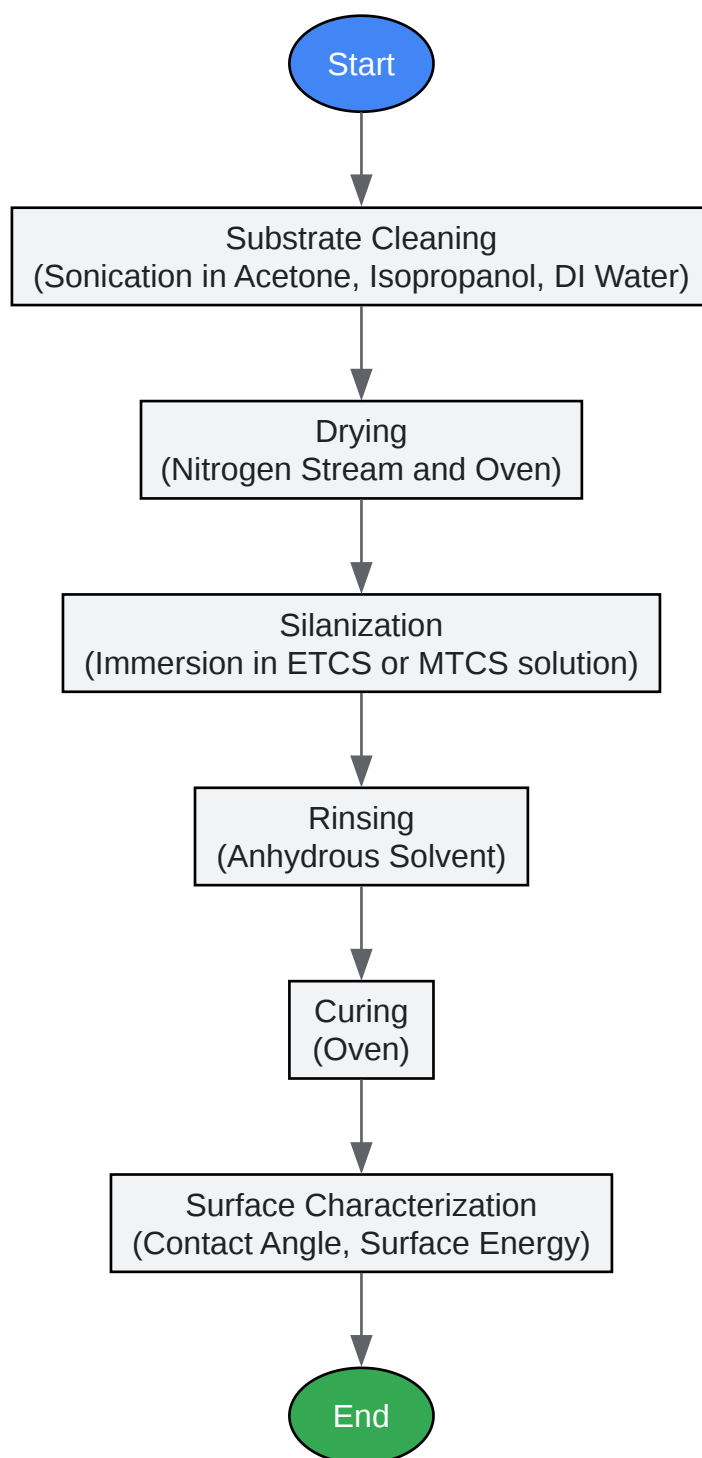 Start
Substrate Cleaning
(Sonication in Acetone, Isopropanol, DI Water)
Drying
(Nitrogen Stream and Oven)
Silanization
(Immersion in ETCS or MTCS solution)
Rinsing
(Anhydrous Solvent)
Curing
(Oven)
Surface Characterization
(Contact Angle, Surface Energy)
End